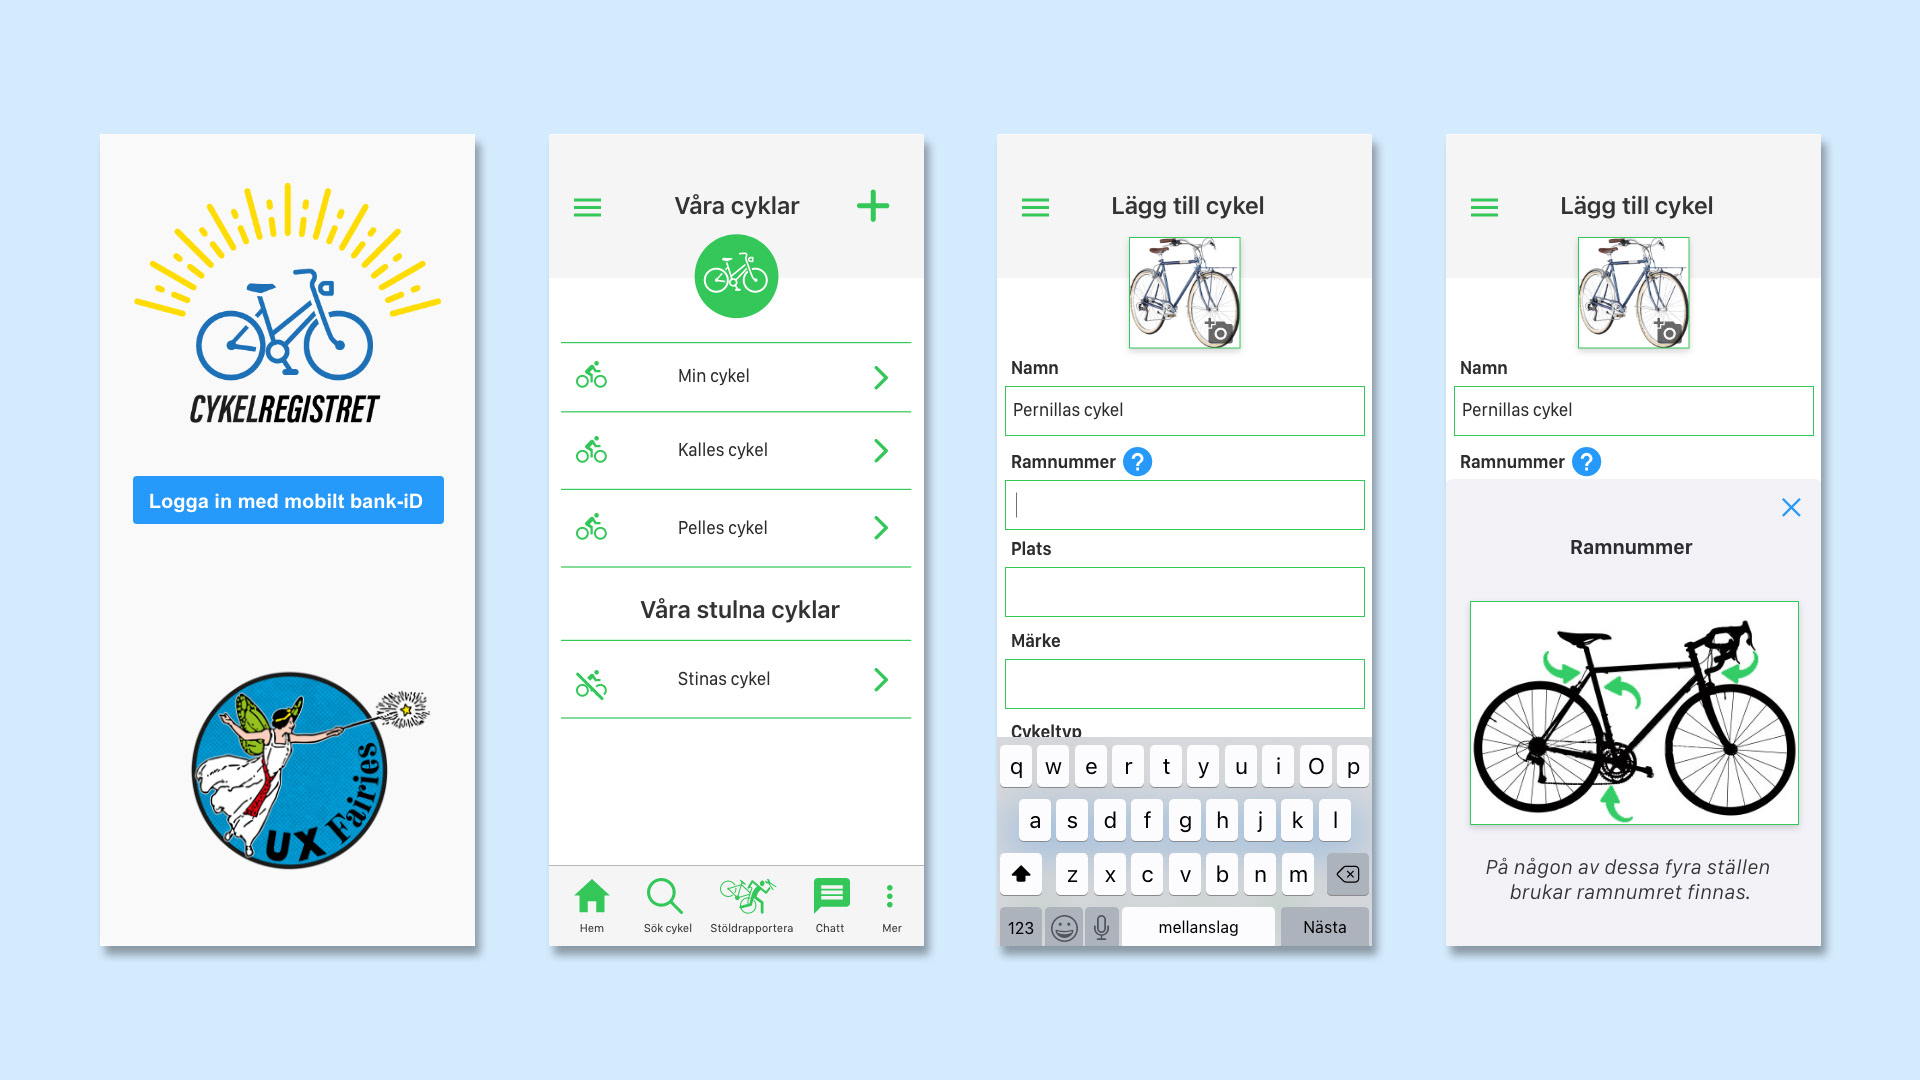 CYKELREGISTRET
Logga in med mobilt bank-iD
UX Fairies
Våra cyklar
Min cykel
Kalles cykel
Pelles cykel
Våra stulna cyklar
Stinas cykel
Hem
Sök cykel
Stöldrapportera
Chatt
Mer
Lägg till cykel
Namn
Pernillas cykel
Ramnummer ?
Plats
Märke
Cykeltyp
q w e r t y u i O p
a s d f g h j k l
z x c v b n m
123 mellanslag Nästa
Lägg till cykel
Namn
Pernillas cykel
Ramnummer ?
Ramnummer
På någon av dessa fyra ställen
brukar ramnumret finnas.